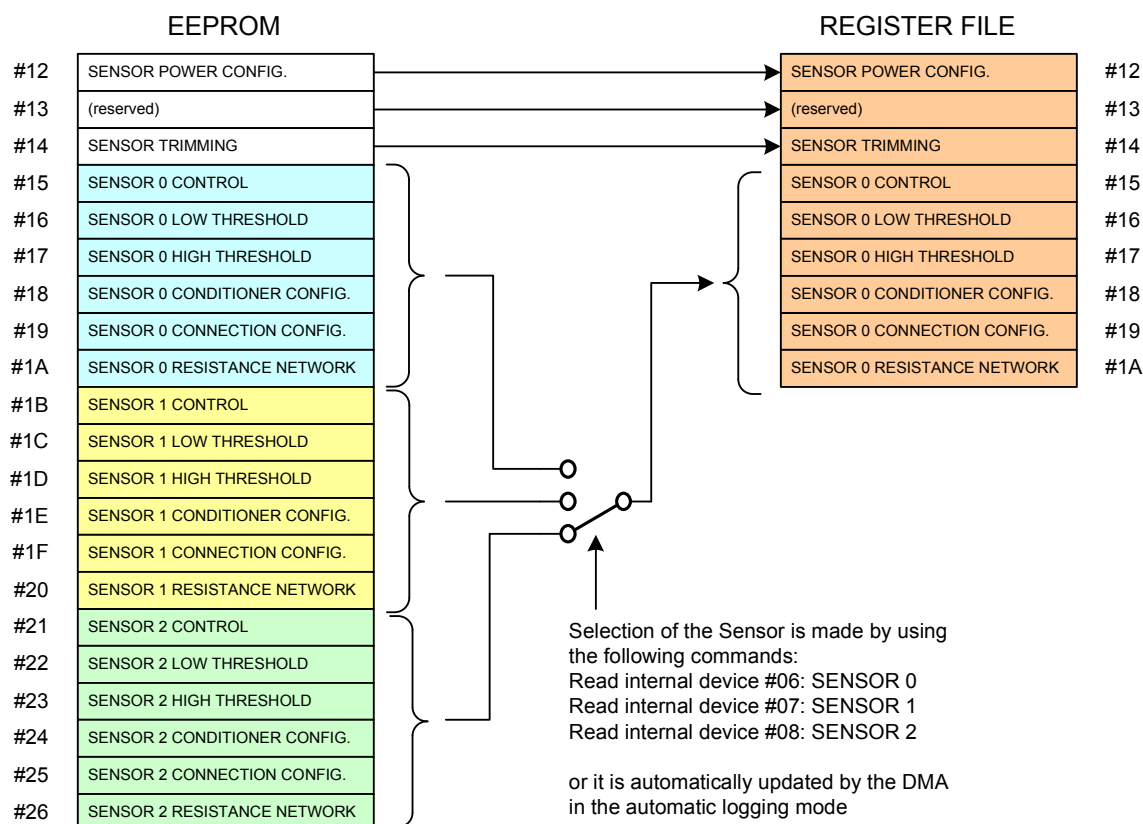 EEPROM
#12 SENSOR POWER CONFIG.
#13 (reserved)
#14 SENSOR TRIMMING
#15 SENSOR 0 CONTROL
#16 SENSOR 0 LOW THRESHOLD
#17 SENSOR 0 HIGH THRESHOLD
#18 SENSOR 0 CONDITIONER CONFIG.
#19 SENSOR 0 CONNECTION CONFIG.
#1A SENSOR 0 RESISTANCE NETWORK
#1B SENSOR 1 CONTROL
#1C SENSOR 1 LOW THRESHOLD
#1D SENSOR 1 HIGH THRESHOLD
#1E SENSOR 1 CONDITIONER CONFIG.
#1F SENSOR 1 CONNECTION CONFIG.
#20 SENSOR 1 RESISTANCE NETWORK
#21 SENSOR 2 CONTROL
#22 SENSOR 2 LOW THRESHOLD
#23 SENSOR 2 HIGH THRESHOLD
#24 SENSOR 2 CONDITIONER CONFIG.
#25 SENSOR 2 CONNECTION CONFIG.
#26 SENSOR 2 RESISTANCE NETWORK
REGISTER FILE
SENSOR POWER CONFIG. #12
(reserved) #13
SENSOR TRIMMING #14
SENSOR 0 CONTROL #15
SENSOR 0 LOW THRESHOLD #16
SENSOR 0 HIGH THRESHOLD #17
SENSOR 0 CONDITIONER CONFIG. #18
SENSOR 0 CONNECTION CONFIG. #19
SENSOR 0 RESISTANCE NETWORK #1A
Selection of the Sensor is made by using
the following commands:
Read internal device #06: SENSOR 0
Read internal device #07: SENSOR 1
Read internal device #08: SENSOR 2
or it is automatically updated by the DMA
in the automatic logging mode